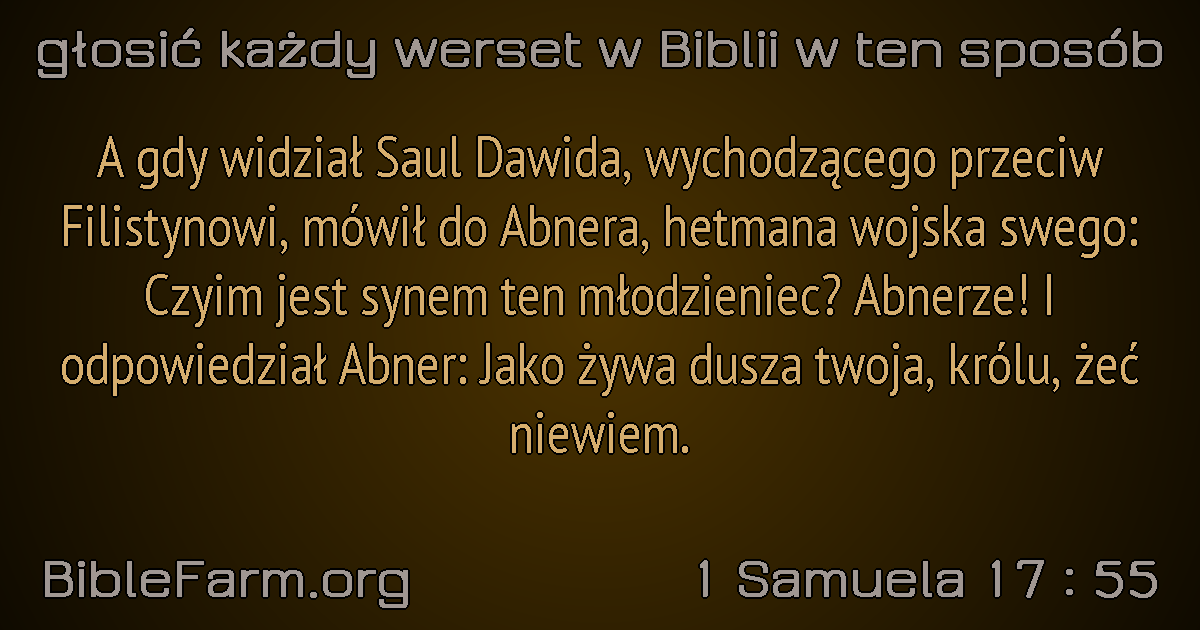 głosić każdy werset w Biblii w ten sposób
A gdy widział Saul Dawida, wychodzącego przeciw
Filistynowi, mówił do Abnera, hetmana wojska swego:
Czyim jest synem ten młodzieniec? Abnerze! I
odpowiedział Abner: Jako żywa dusza twoja, królu, żeć
niewiem.
BibleFarm.org
1 Samuela 17 : 55